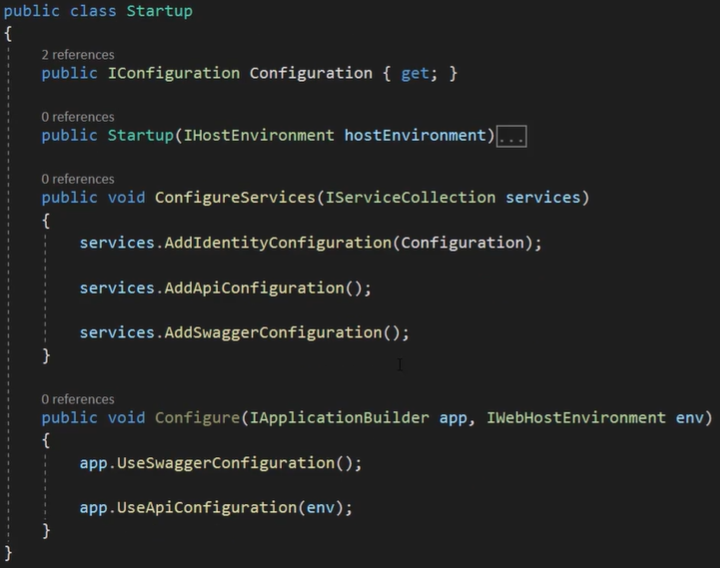 public class Startup
{
2 references
public IConfiguration Configuration { get; }
0 references
public Startup(IHostEnvironment hostEnvironment)...
0 references
public void ConfigureServices(IServiceCollection services)
{
services.AddIdentityConfiguration(Configuration);
services.AddApiConfiguration();
services.AddSwaggerConfiguration();
}
0 references
public void Configure(IApplicationBuilder app, IWebHostEnvironment env)
{
app.UseSwaggerConfiguration();
app.UseApiConfiguration(env);
}
}